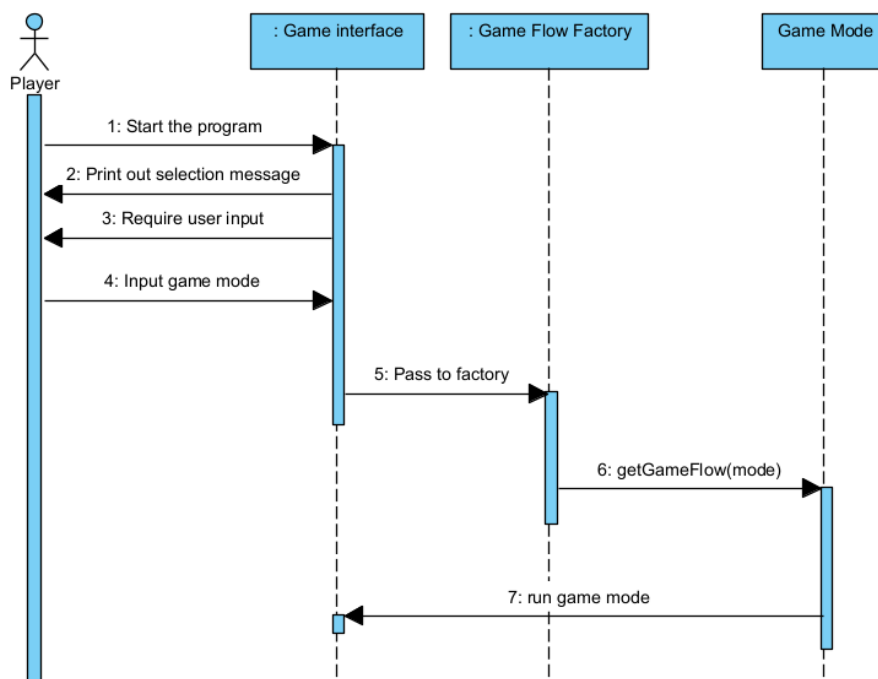 : Game interface
: Game Flow Factory
Game Mode
Player
1: Start the program
2: Print out selection message
3: Require user input
4: Input game mode
5: Pass to factory
6: getGameFlow(mode)
7: run game mode